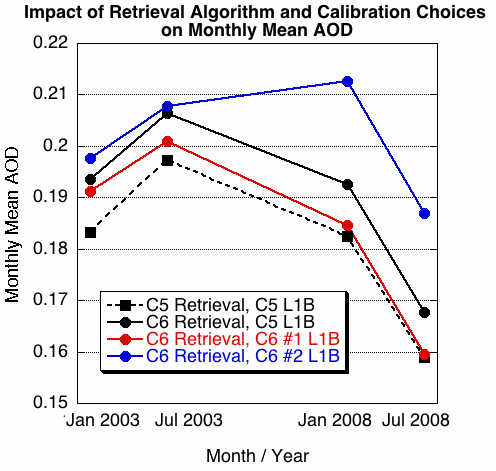 Impact of Retrieval Algorithm and Calibration Choices
on Monthly Mean AOD
0.22
0.21
0.2
0.19
0.18
0.17
0.16
0.15
Monthly Mean AOD
C5 Retrieval, C5 L1B
C6 Retrieval, C5 L1B
C6 Retrieval, C6 #1 L1B
C6 Retrieval, C6 #2 L1B
Jan 2003 Jul 2003 Jan 2008 Jul 2008
Month / Year